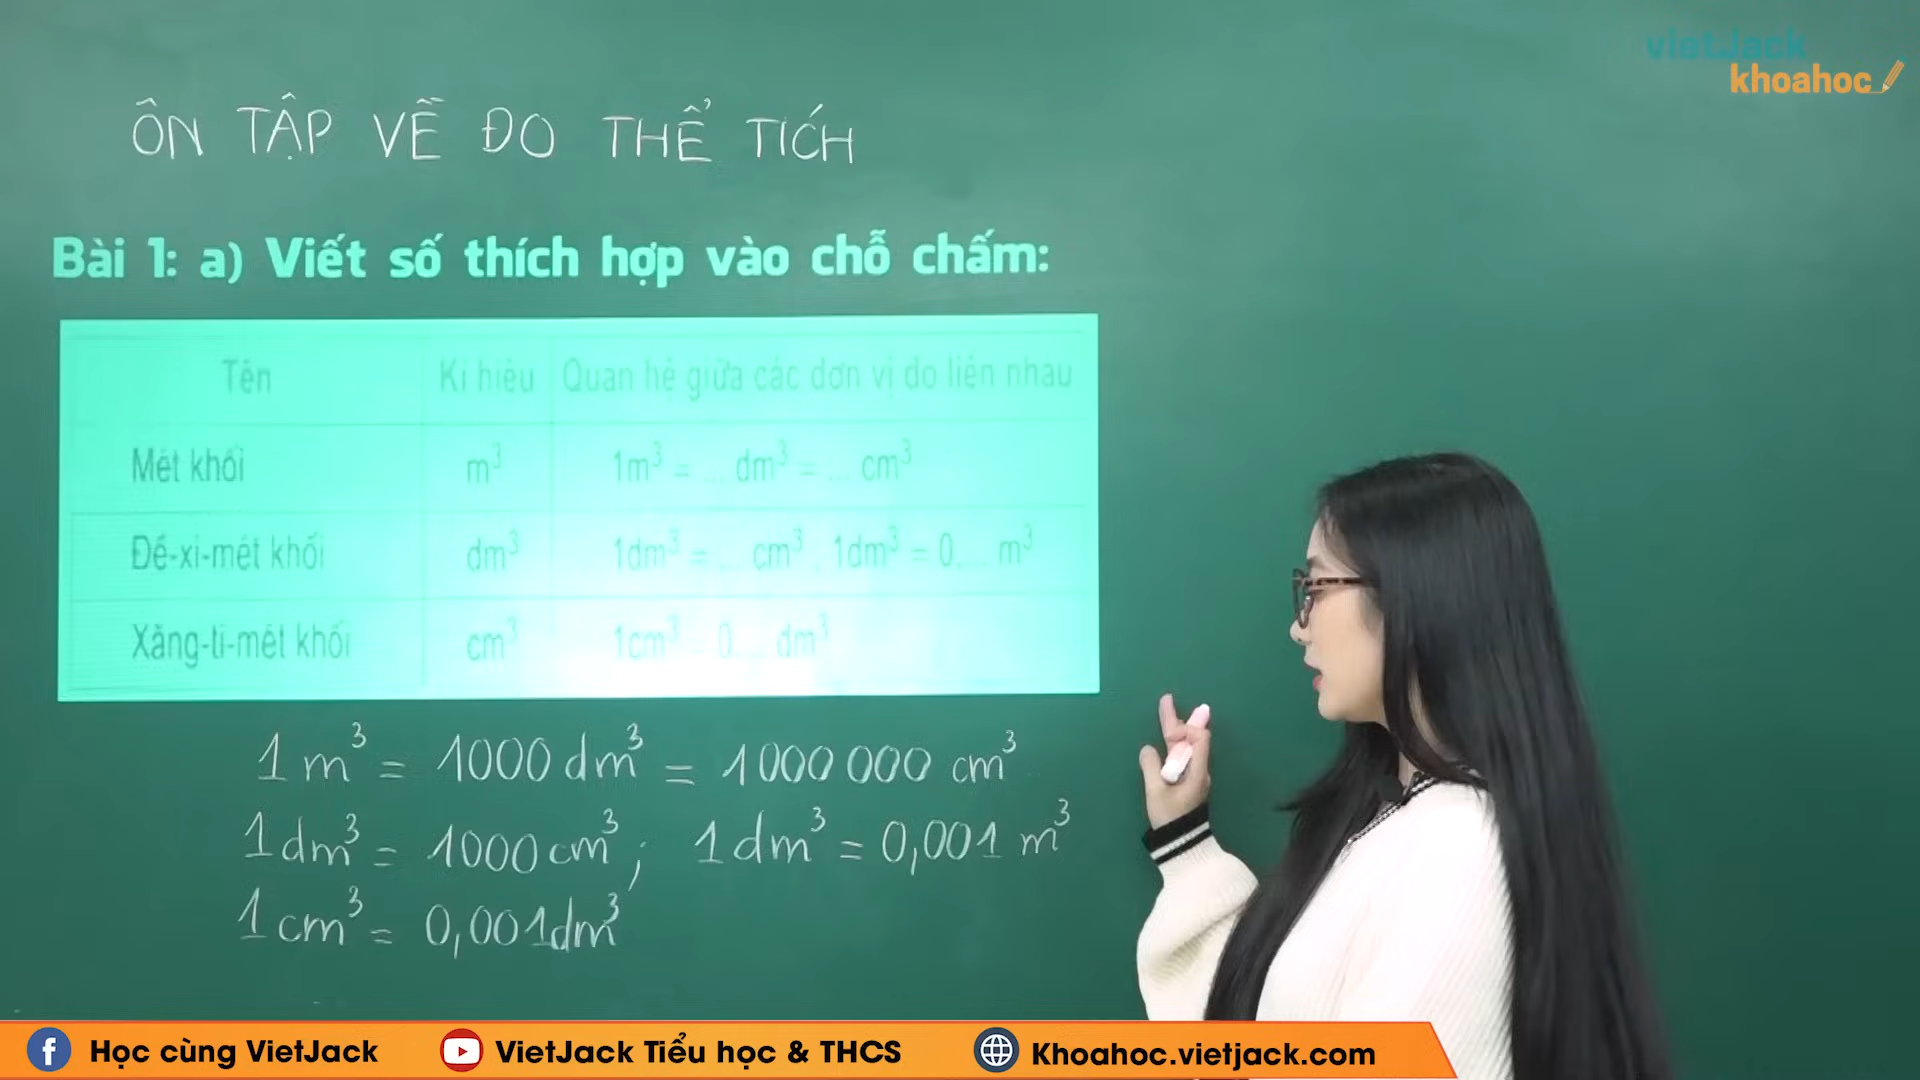 vietJack
khoahoc
ÔN TẬP VỀ ĐO THỂ TÍCH
Bài 1: a) Viết số thích hợp vào chỗ chấm:
Tên Kí hiệu Quan hệ giữa các đơn vị đo liền nhau
Mét khối m³ 1m³ = ... dm³ = ... cm³
Đề-xi-mét khối dm³ 1dm³ = ... cm³ , 1dm³ = 0,... m³
Xăng-ti-mét khối cm³ 1cm³ = 0,... dm³
1 m³ = 1000 dm³ = 1000 000 cm³
1 dm³ = 1000 cm³ ; 1 dm³ = 0,001 m³
1 cm³ = 0,001 dm³
Học cùng VietJack VietJack Tiểu học & THCS Khoahoc.vietjack.com